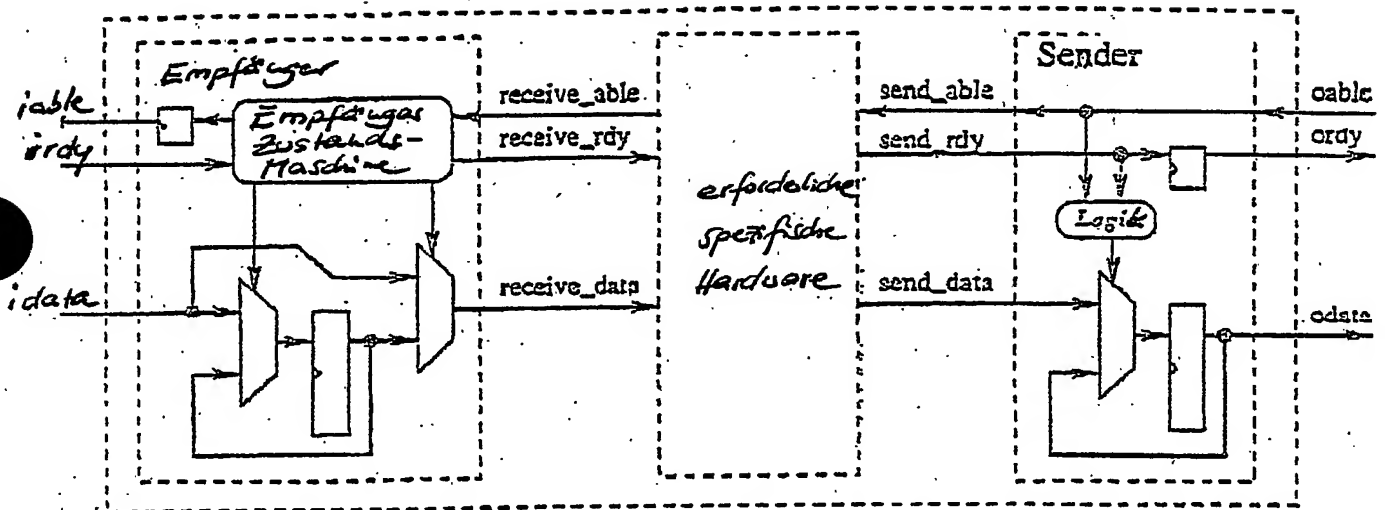 Empfänger
Sender
iable
irdy
idata
Empfänger
Zustands-
Maschine
receive_able
receive_rdy
receive_data
erforderliche
spezifische
Hardware
send_able
send_rdy
send_data
Logik
oable
ordy
odata